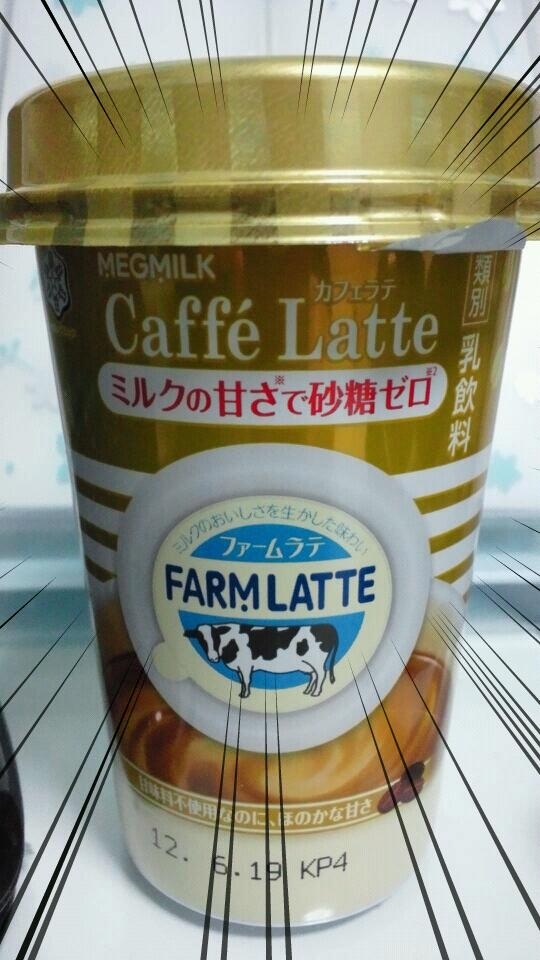 MEGMILK
カフェラテ
Caffé Latte
ミルクの甘さ※で砂糖ゼロ※2
類別
乳飲料
ミルクのおいしさを生かした味わい
ファームラテ
FARM LATTE
甘味料不使用なのに、ほのかな甘さ
12. 6.19 KP4